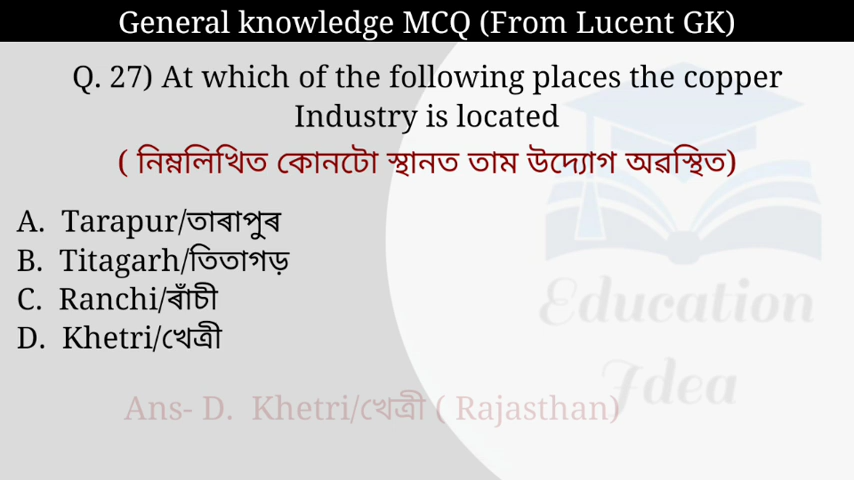 General knowledge MCQ (From Lucent GK)
Q. 27) At which of the following places the copper
Industry is located
( নিম্নলিখিত কোনটো স্থানত তাম উদ্যোগ অৱস্থিত)
A. Tarapur/তাৰাপুৰ
B. Titagarh/তিতাগড়
C. Ranchi/ৰাঁচী
D. Khetri/খেত্ৰী
Education
Idea
Ans- D. Khetri/খেত্ৰী ( Rajasthan)